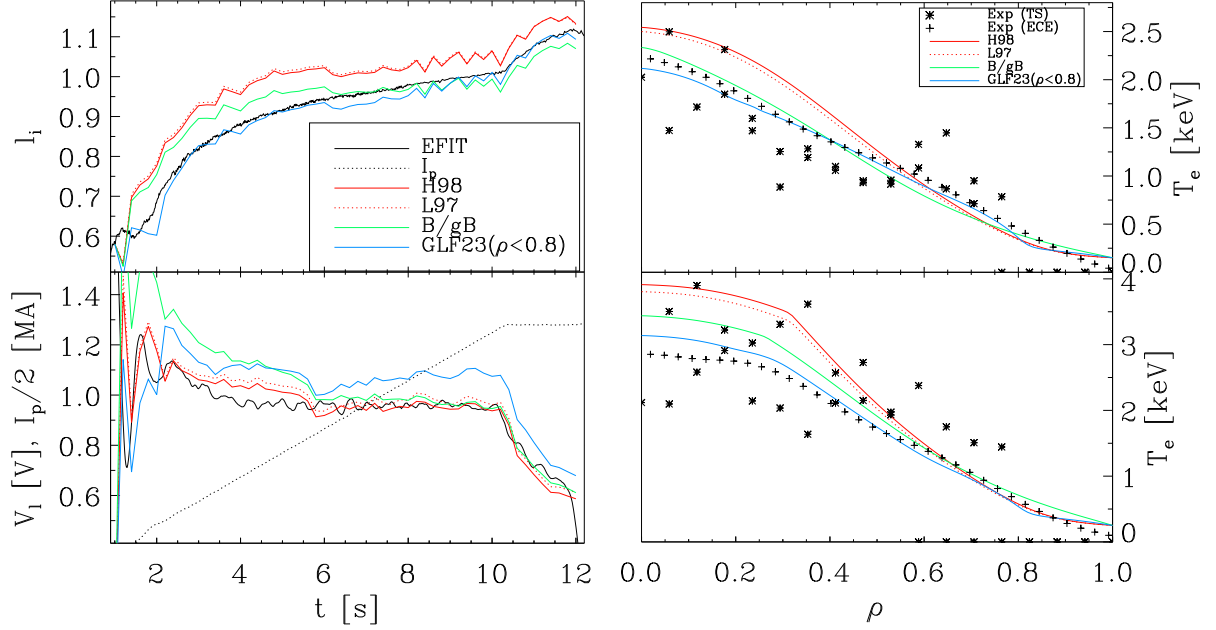 1.1
1.0
0.9
0.8
0.7
0.6
l_i
EFIT
I_p
H98
L97
B/gB
GLF23(ρ<0.8)
1.4
1.2
1.0
0.8
0.6
V_l [V], I_p/2 [MA]
2 4 6 8 10 12
t [s]
Exp (TS)
Exp (ECE)
H98
L97
B/gB
GLF23(ρ<0.8)
2.5
2.0
1.5
1.0
0.5
0.0
T_e [keV]
4
3
2
1
0
T_e [keV]
0.0 0.2 0.4 0.6 0.8 1.0
ρ